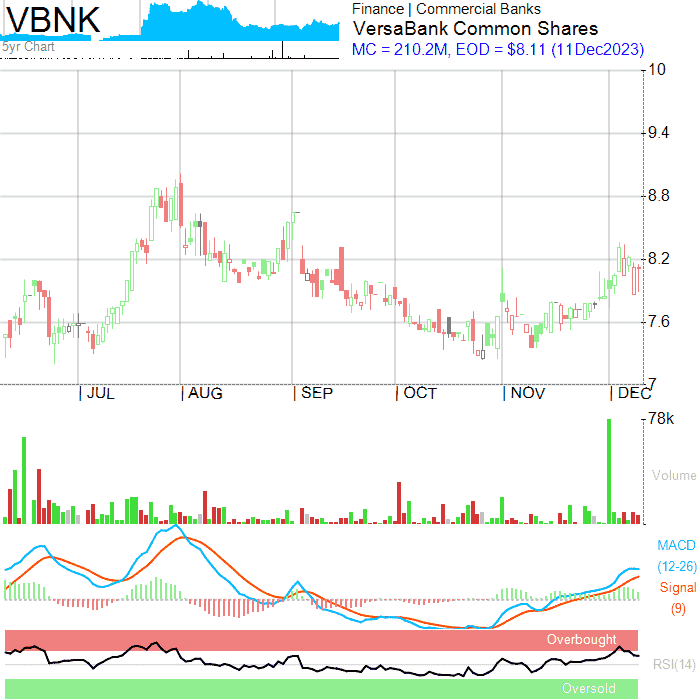 VBNK
5yr Chart
Finance | Commercial Banks
VersaBank Common Shares
MC = 210.2M, EOD = $8.11 (11Dec2023)
10
9.4
8.8
8.2
7.6
7
JUL AUG SEP OCT NOV DEC
78k
Volume
MACD
(12-26)
Signal
(9)
Overbought
RSI(14)
Oversold